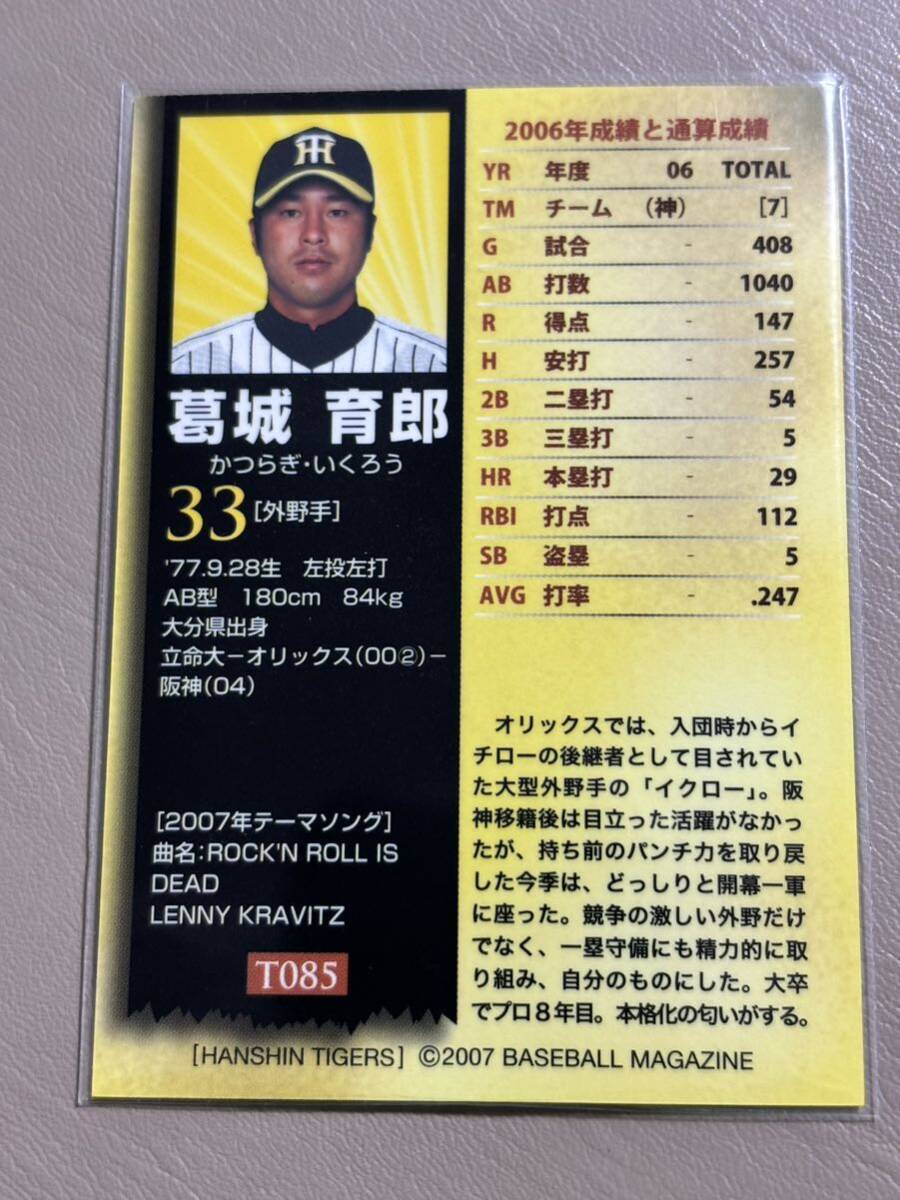 葛城 育郎
かつらぎ・いくろう
33[外野手]
'77.9.28生 左投左打
AB型 180cm 84kg
大分県出身
立命大－オリックス(00②)－
阪神(04)
[2007年テーマソング]
曲名:ROCK'N ROLL IS
DEAD
LENNY KRAVITZ
T085
2006年成績と通算成績
YR 年度 06 TOTAL
TM チーム (神) [7]
G 試合 - 408
AB 打数 - 1040
R 得点 - 147
H 安打 - 257
2B 二塁打 - 54
3B 三塁打 - 5
HR 本塁打 - 29
RBI 打点 - 112
SB 盗塁 - 5
AVG 打率 - .247
オリックスでは、入団時からイ
チローの後継者として目されてい
た大型外野手の「イクロー」。阪
神移籍後は目立った活躍がなかっ
たが、持ち前のパンチ力を取り戻
した今季は、どっしりと開幕一軍
に座った。競争の激しい外野だけ
でなく、一塁守備にも精力的に取
り組み、自分のものにした。大卒
でプロ8年目。本格化の匂いがする。
[HANSHIN TIGERS] ©2007 BASEBALL MAGAZINE